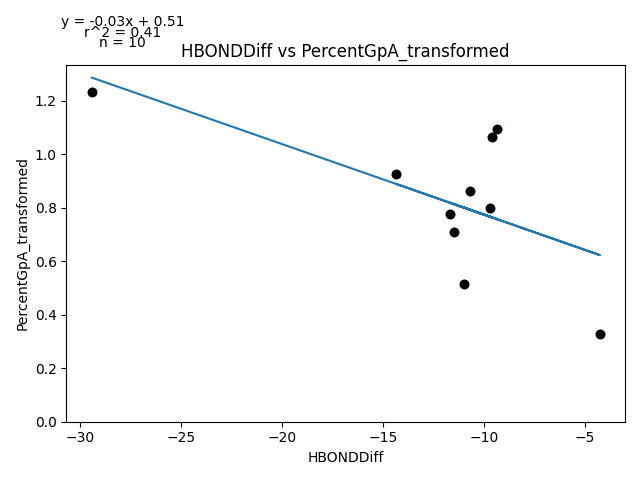 y = -0.03x + 0.51
r^2 = 0.41
n = 10
HBONDDiff vs PercentGpA_transformed
PercentGpA_transformed
1.2
1.0
0.8
0.6
0.4
0.2
0.0
−30
−25
−20
−15
−10
−5
HBONDDiff